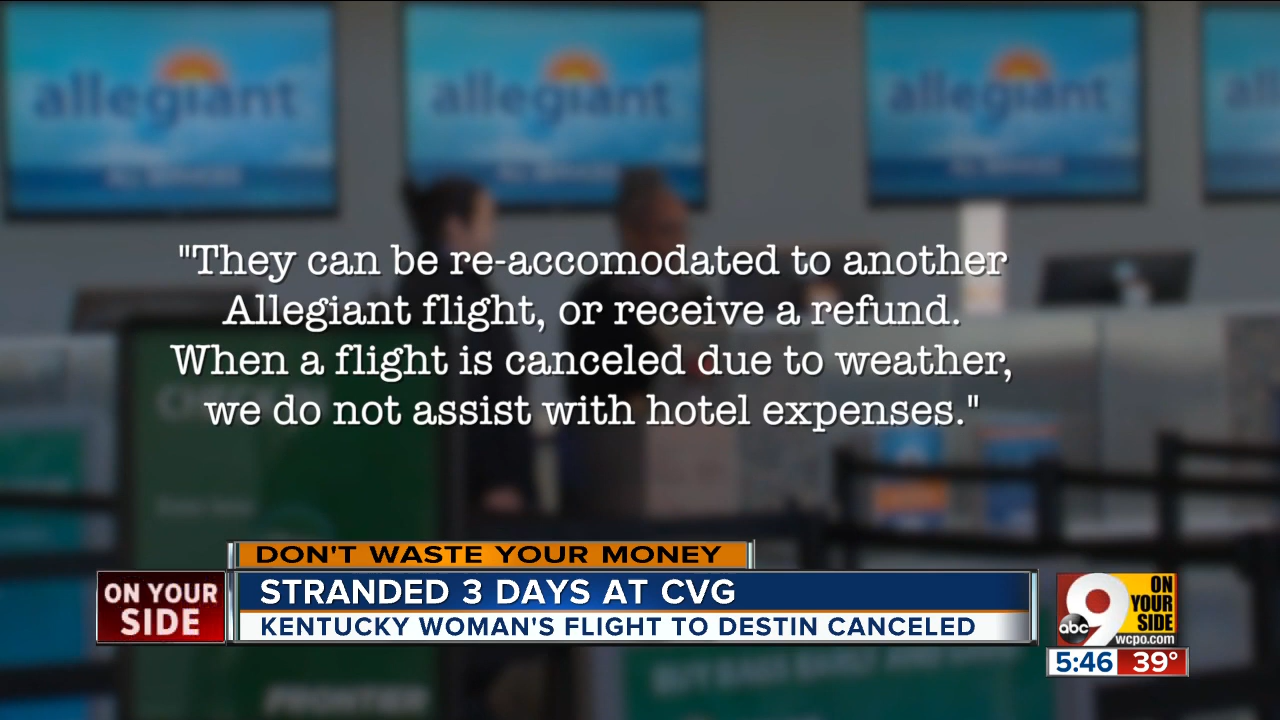 allegiant
allegiant
allegiant
"They can be re-accomodated to another
Allegiant flight, or receive a refund.
When a flight is canceled due to weather,
we do not assist with hotel expenses."
DON'T WASTE YOUR MONEY
ON YOUR
SIDE
STRANDED 3 DAYS AT CVG
KENTUCKY WOMAN'S FLIGHT TO DESTIN CANCELED
abc
9
ON
YOUR
SIDE
wcpo.com
5:46 39°
FRONTIER